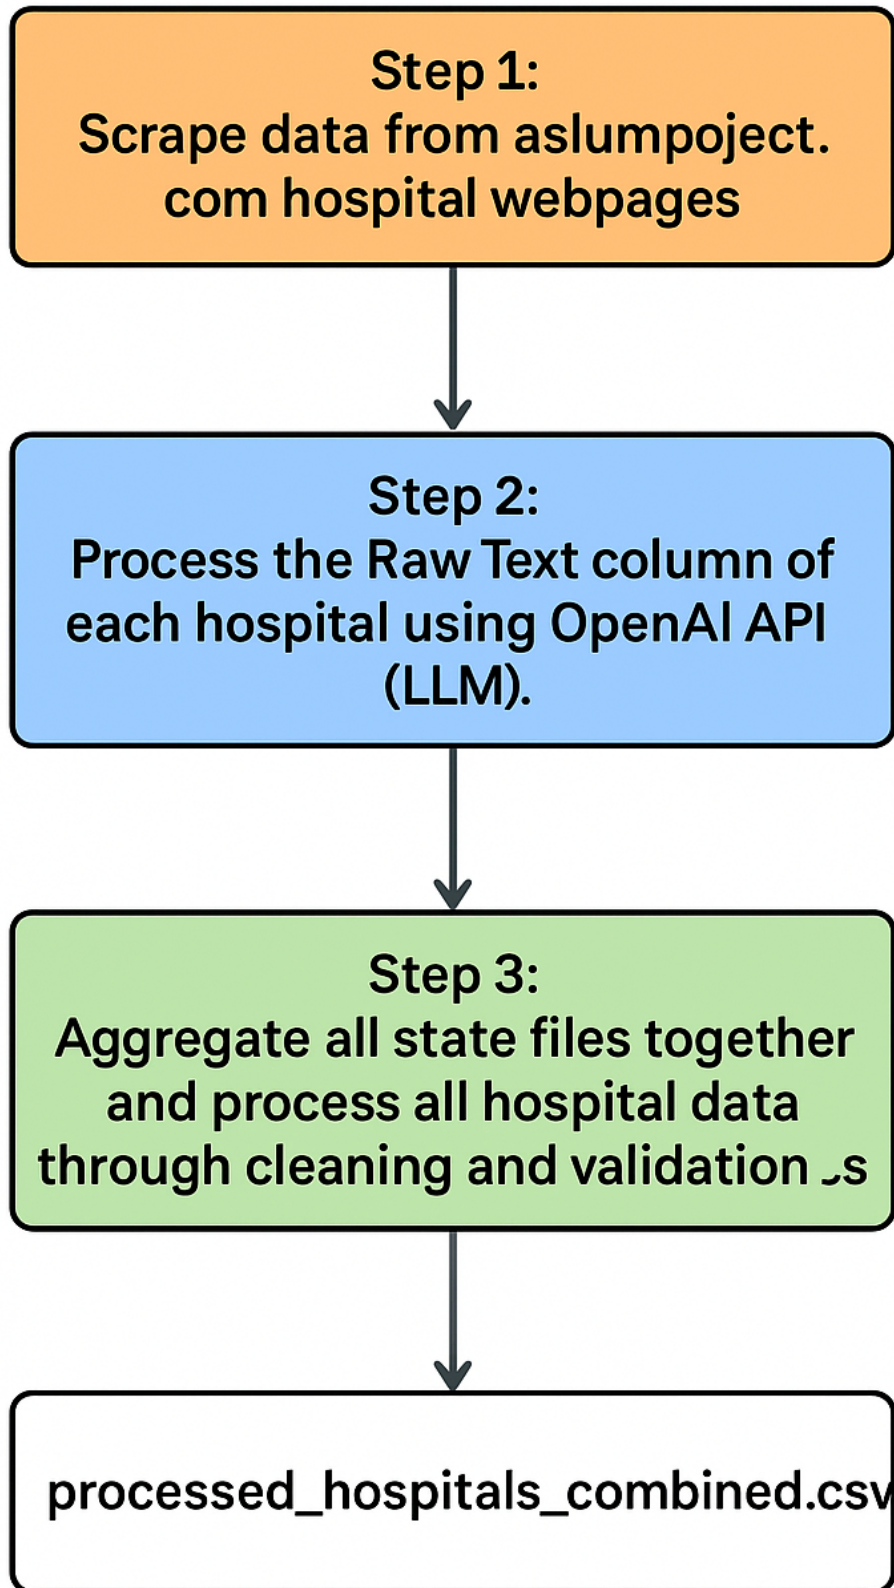 Step 1:
Scrape data from aslumpoject.
com hospital webpages
Step 2:
Process the Raw Text column of
each hospital using OpenAI API
(LLM).
Step 3:
Aggregate all state files together
and process all hospital data
through cleaning and validation
processed_hospitals_combined.csv